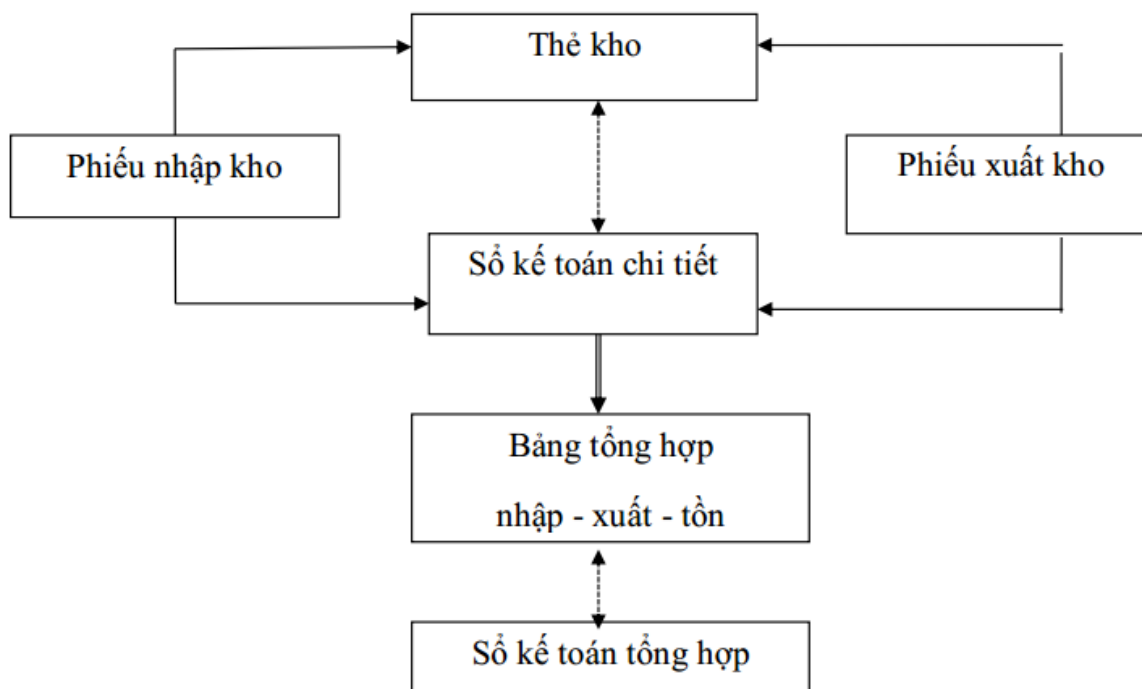 Thẻ kho
Phiếu nhập kho
Phiếu xuất kho
Sổ kế toán chi tiết
Bảng tổng hợp
nhập - xuất - tồn
Sổ kế toán tổng hợp